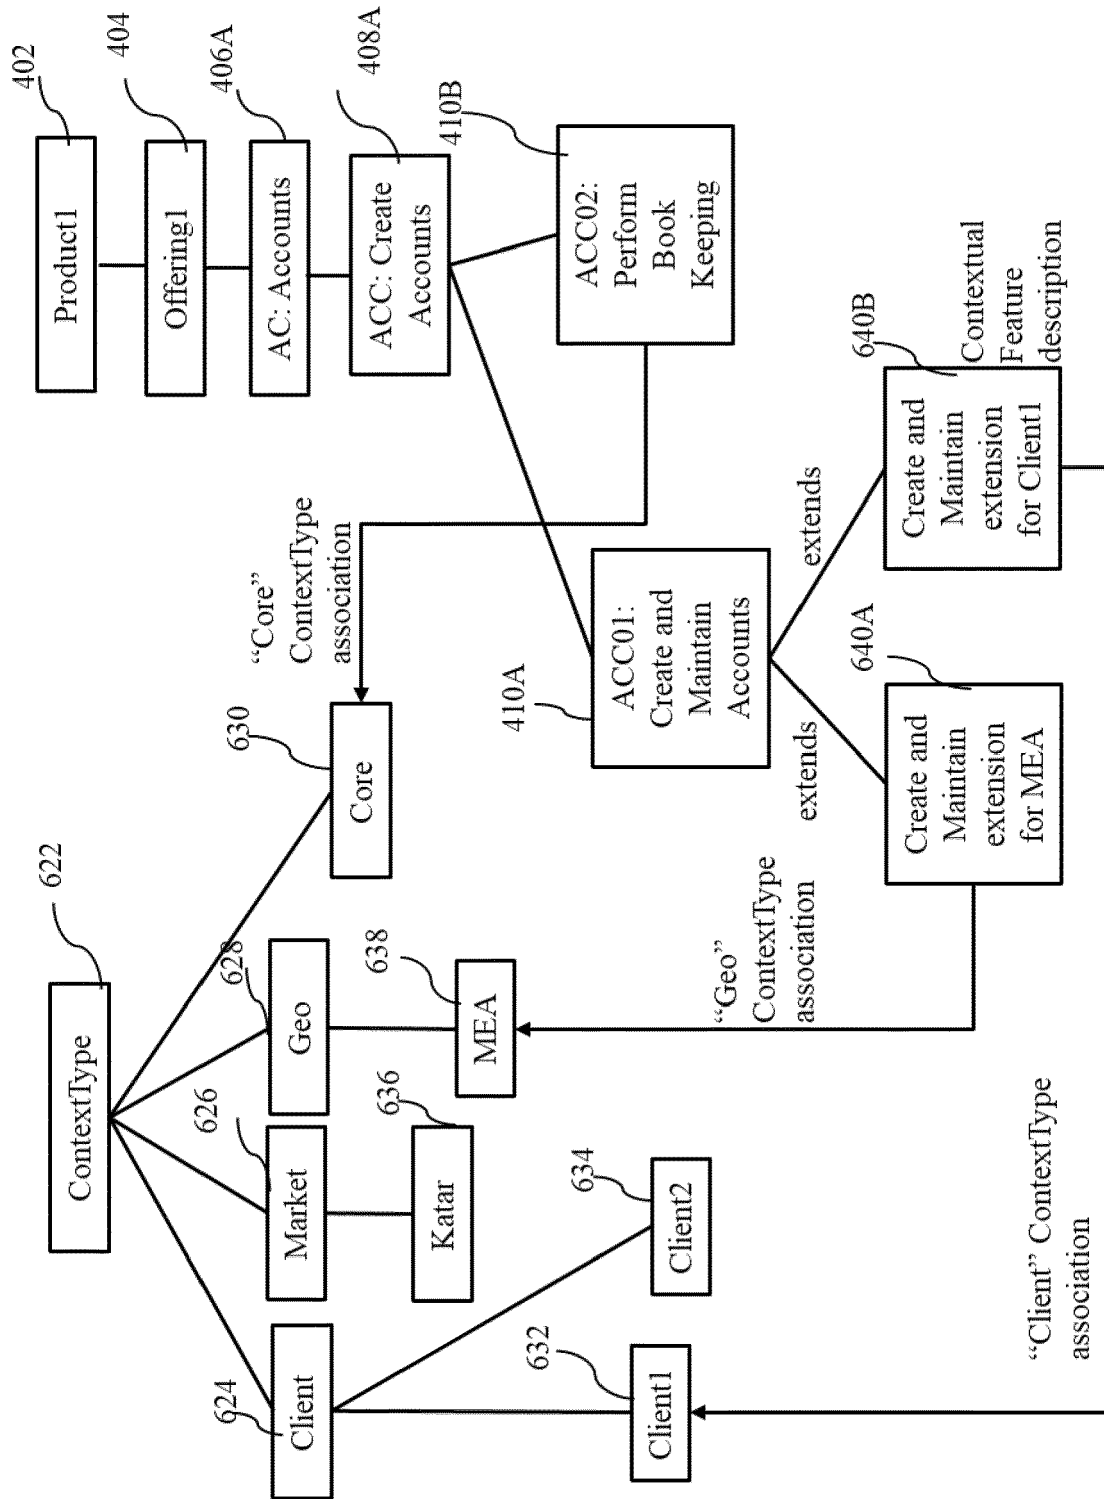 622
ContextType
624
Client
626
Market
628
Geo
630
Core
636
Katar
638
MEA
632
Client1
634
Client2
402
Product1
404
Offering1
406A
AC: Accounts
408A
ACC: Create
Accounts
“Core”
ContextType
association
410A
ACC01:
Create and
Maintain
Accounts
410B
ACC02:
Perform
Book
Keeping
“Geo”
ContextType
association
extends
extends
640A
Create and
Maintain
extension
for MEA
640B
Create and
Maintain
extension
for Client1
Contextual
Feature
description
“Client” ContextType
association